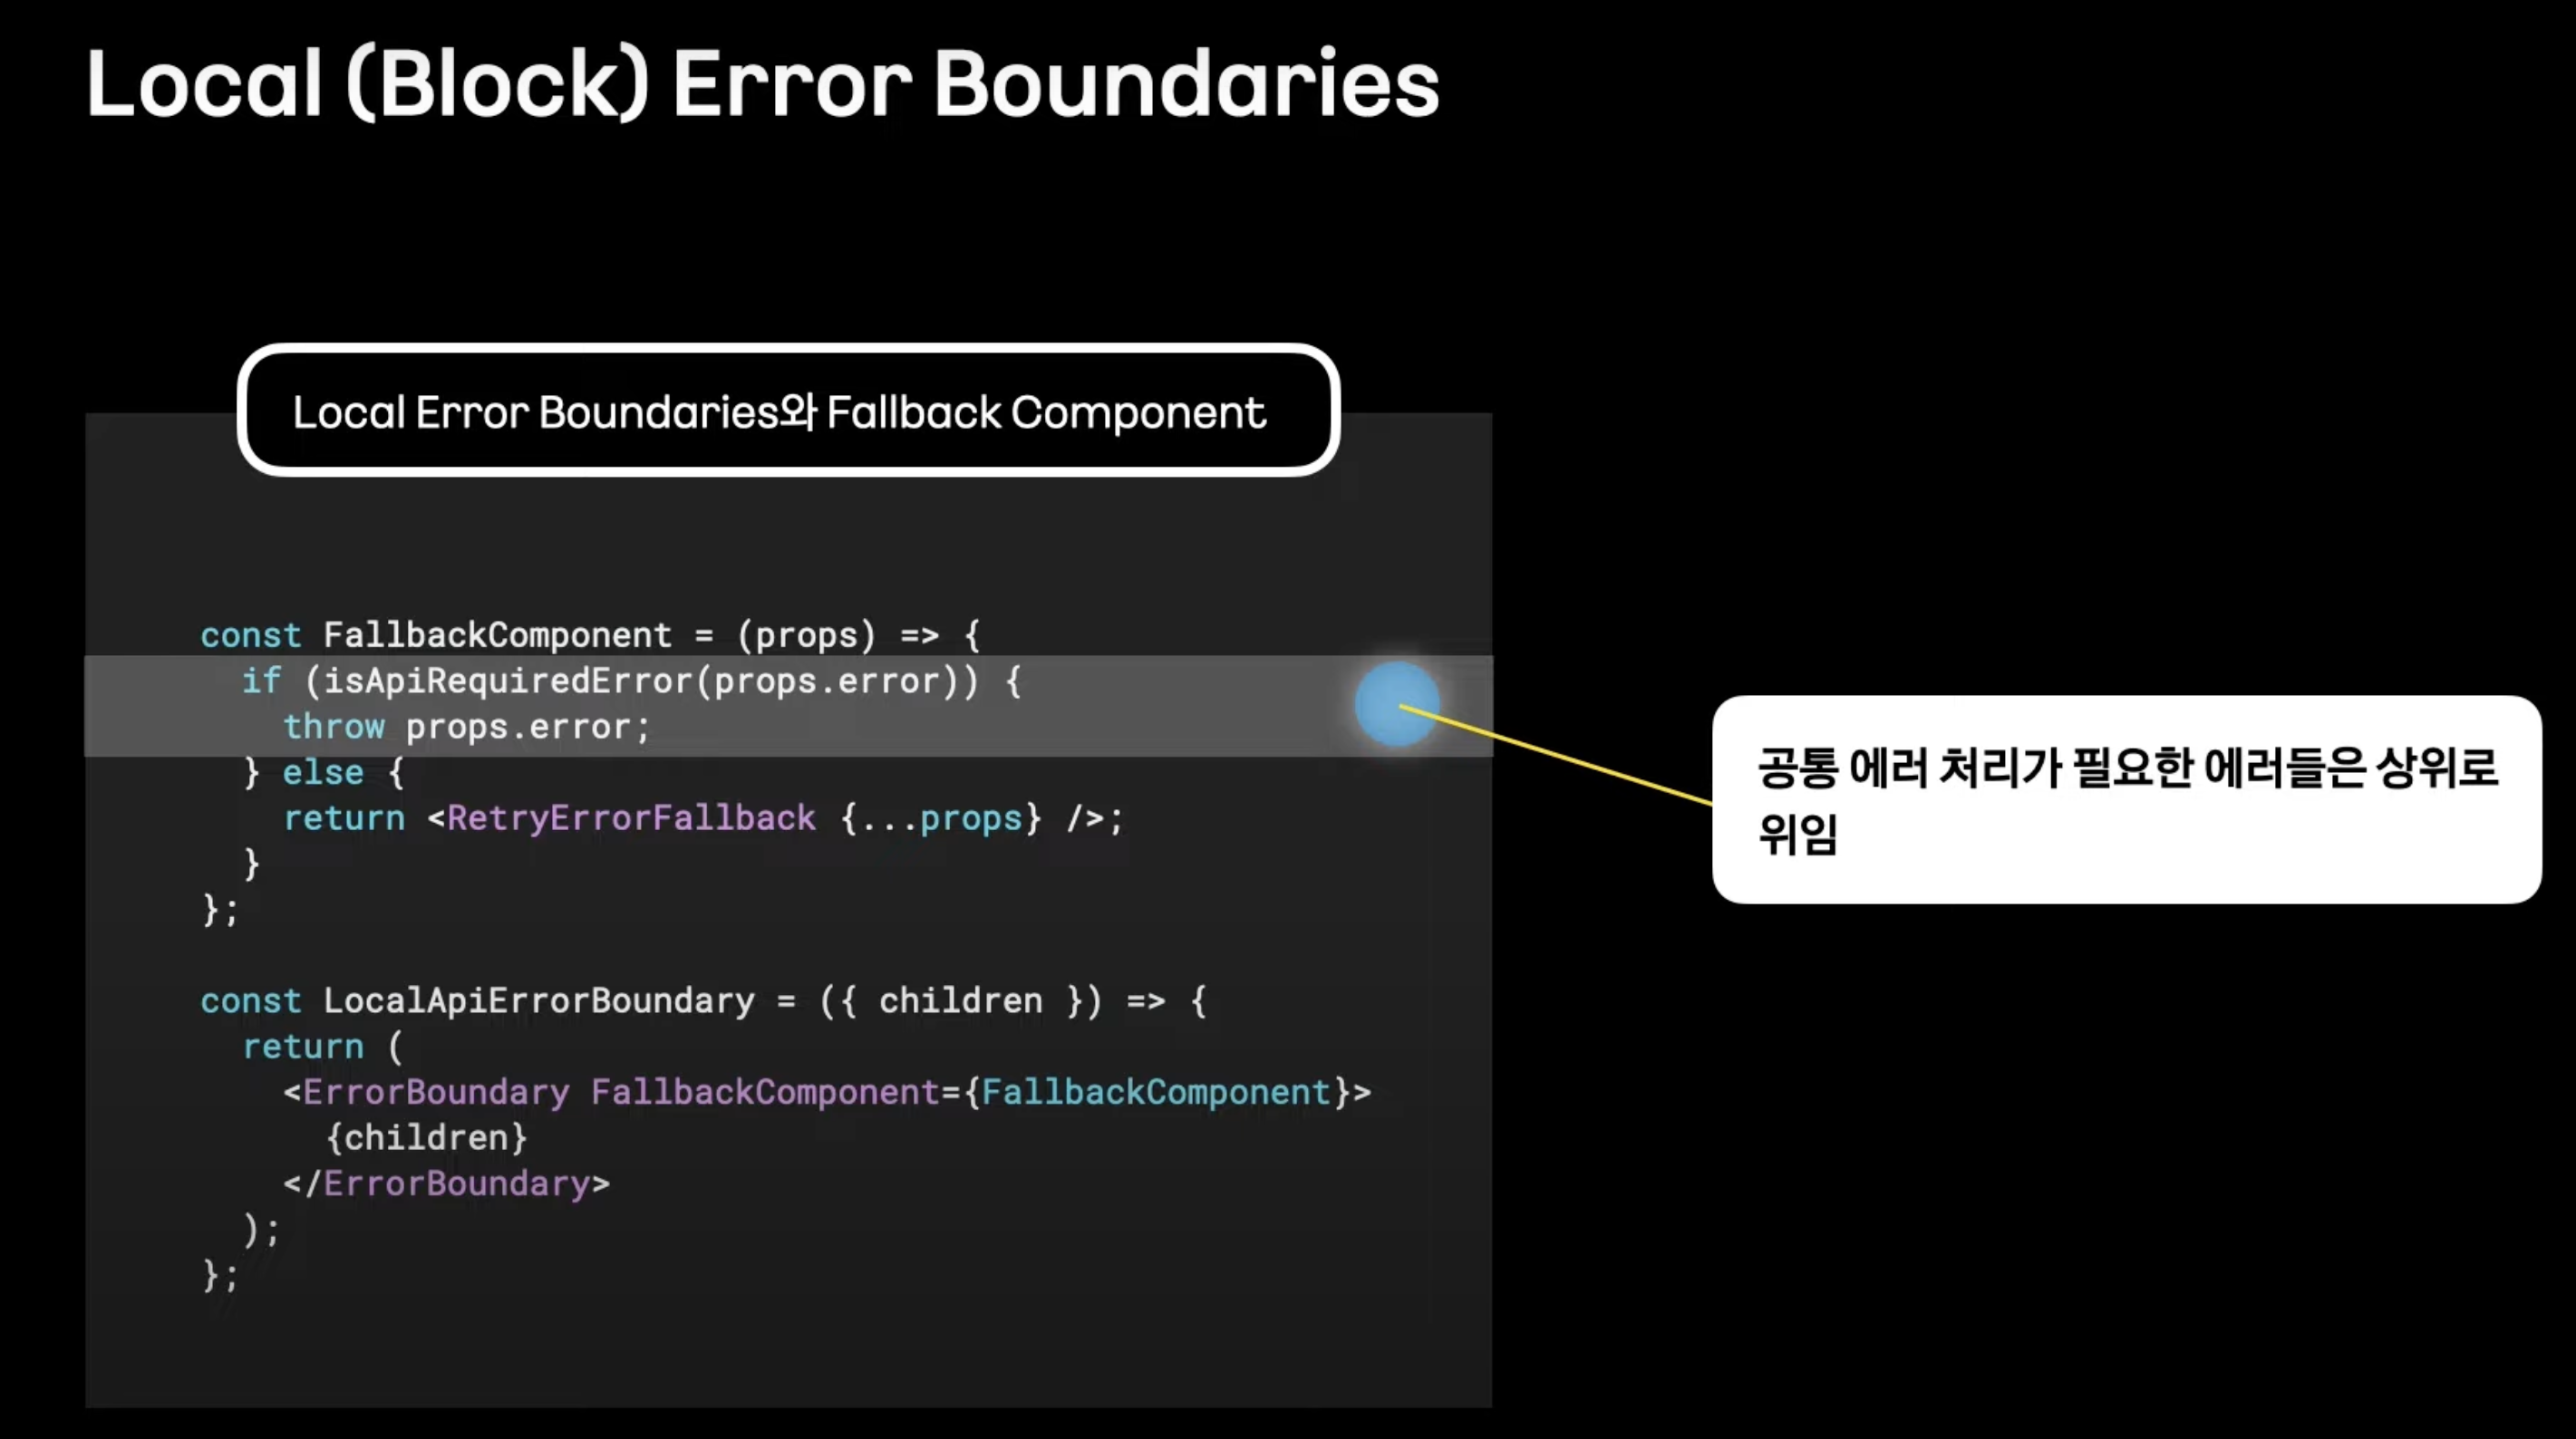 Local (Block) Error Boundaries
Local Error Boundaries와 Fallback Component
const FallbackComponent = (props) => {
  if (isApiRequiredError(props.error)) {
    throw props.error;
  } else {
    return <RetryErrorFallback {...props} />;
  }
};
const LocalApiErrorBoundary = ({ children }) => {
  return (
    <ErrorBoundary FallbackComponent={FallbackComponent}>
      {children}
    </ErrorBoundary>
  );
};
공통 에러 처리가 필요한 에러들은 상위로
위임